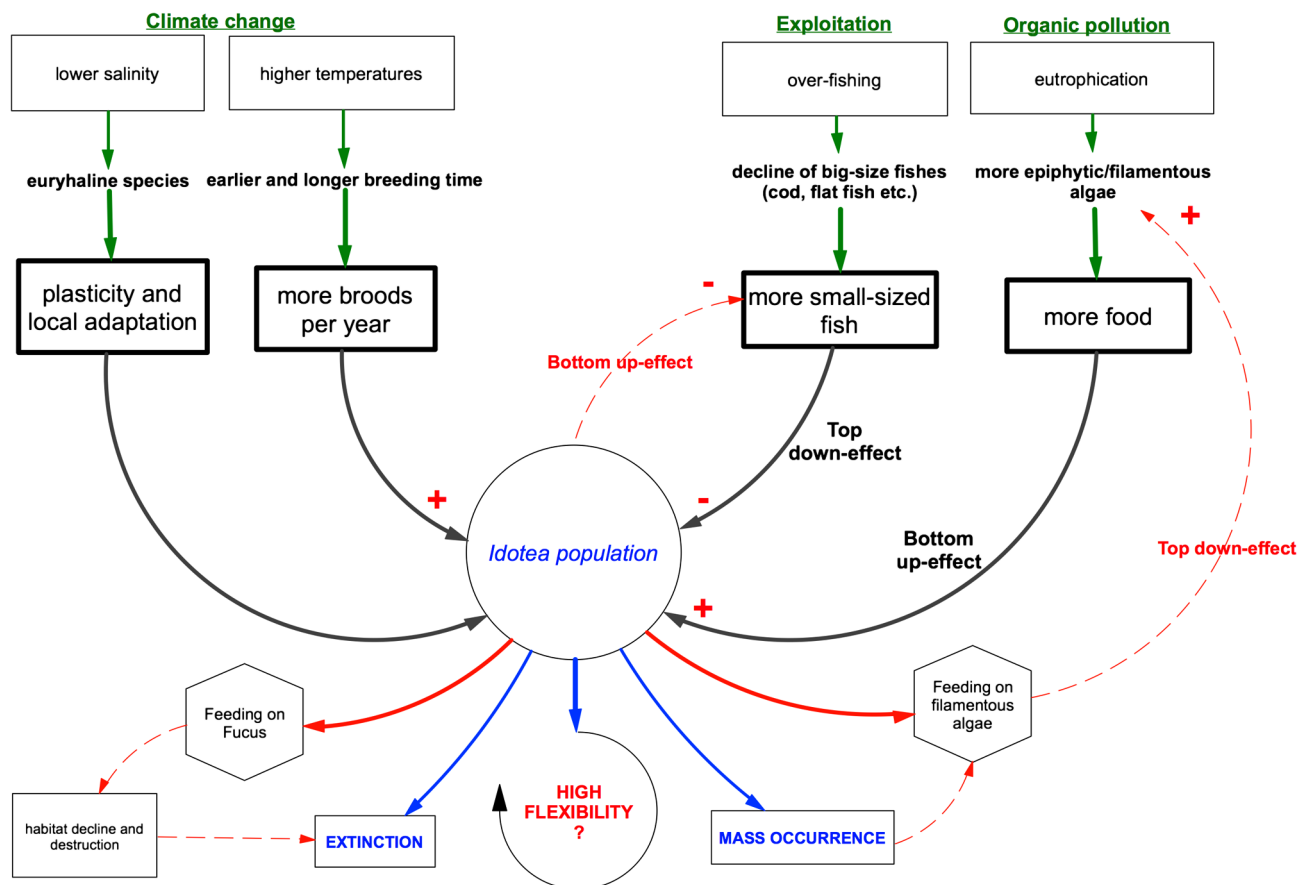 Climate change
Exploitation
Organic pollution
lower salinity
higher temperatures
over-fishing
eutrophication
euryhaline species
earlier and longer breeding time
decline of big-size fishes
(cod, flat fish etc.)
more epiphytic/filamentous
algae
+
plasticity and
local adaptation
more broods
per year
-
more small-sized
fish
more food
Bottom up-effect
Top
down-effect
+
-
Idotea population
Bottom
up-effect
Top down-effect
+
Feeding on
Fucus
Feeding on
filamentous
algae
habitat decline and
destruction
EXTINCTION
HIGH
FLEXIBILITY
?
MASS OCCURRENCE